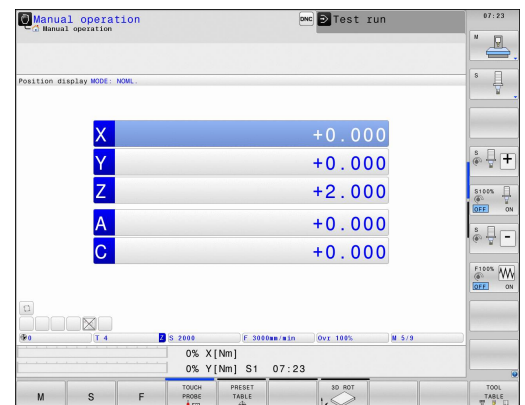 Manual operation
Manual operation
DNC
Test run
07:23
M
Position display MODE: NOML.
S
X +0.000
Y +0.000
Z +2.000
A +0.000
C +0.000
S
+
S100%
OFF ON
S
-
F100%
OFF ON
0 T 4 Z S 2000 F 3000mm/min Ovr 100% M 5/9
0% X[Nm]
0% Y[Nm] S1 07:23
M
S
F
TOUCH PROBE
PRESET TABLE
3D ROT
TOOL TABLE